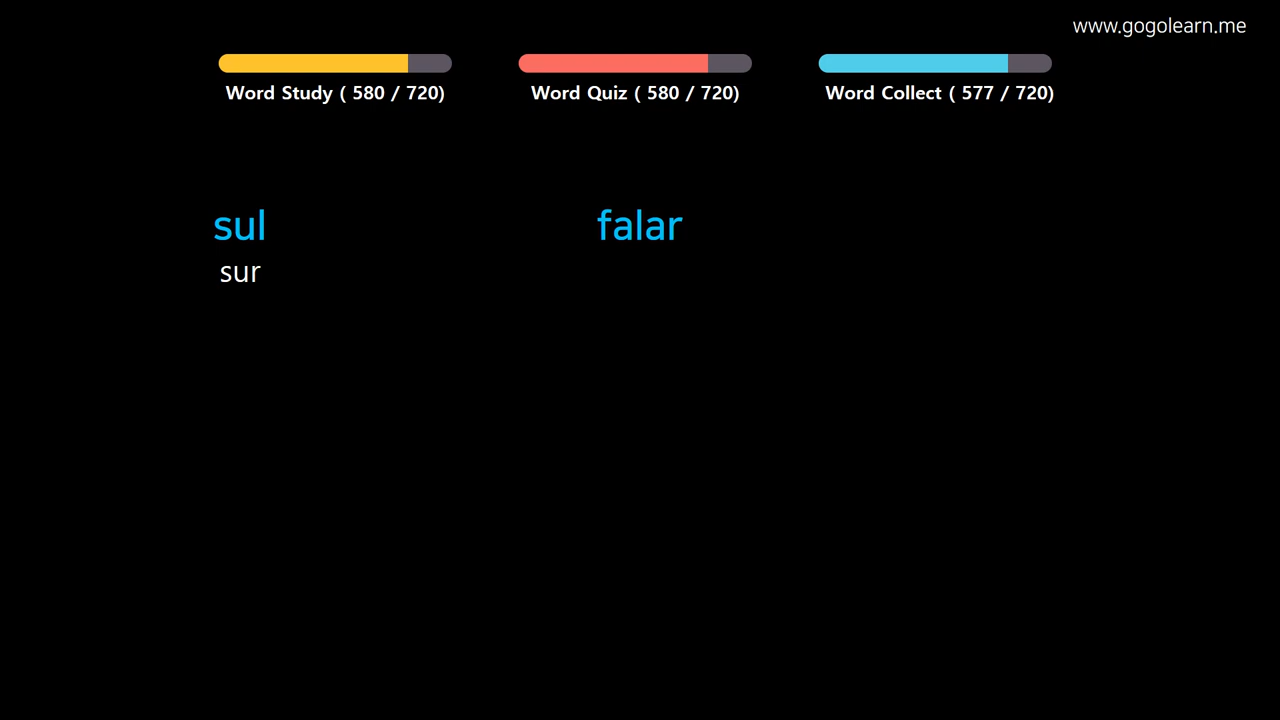 www.gogolearn.me
Word Study ( 580 / 720)
Word Quiz ( 580 / 720)
Word Collect ( 577 / 720)
sul
falar
sur